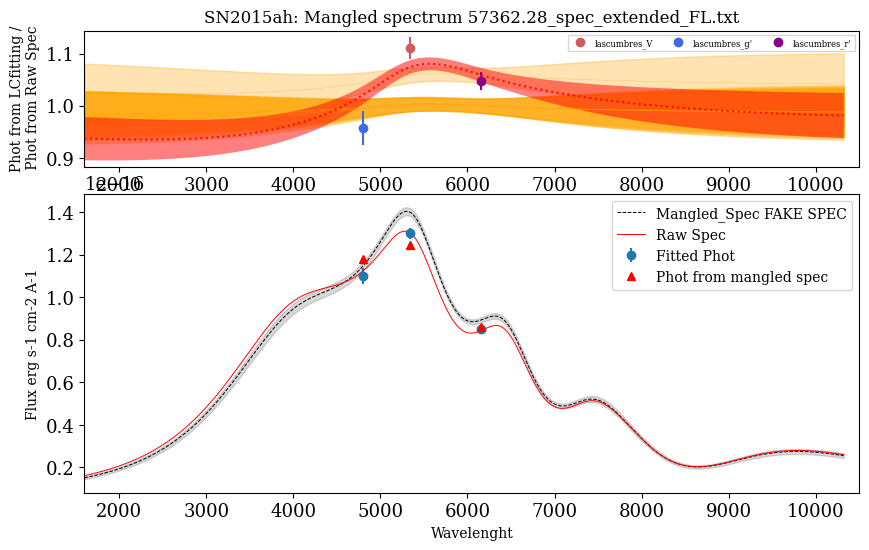 SN2015ah: Mangled spectrum 57362.28_spec_extended_FL.txt
Phot from LCfitting /
Phot from Raw Spec
1.1
1.0
0.9
lascumbres_V
lascumbres_g'
lascumbres_r'
2000 3000 4000 5000 6000 7000 8000 9000 10000
1e−16
Flux erg s-1 cm-2 A-1
1.4
1.2
1.0
0.8
0.6
0.4
0.2
Mangled_Spec FAKE SPEC
Raw Spec
Fitted Phot
Phot from mangled spec
2000 3000 4000 5000 6000 7000 8000 9000 10000
Wavelenght